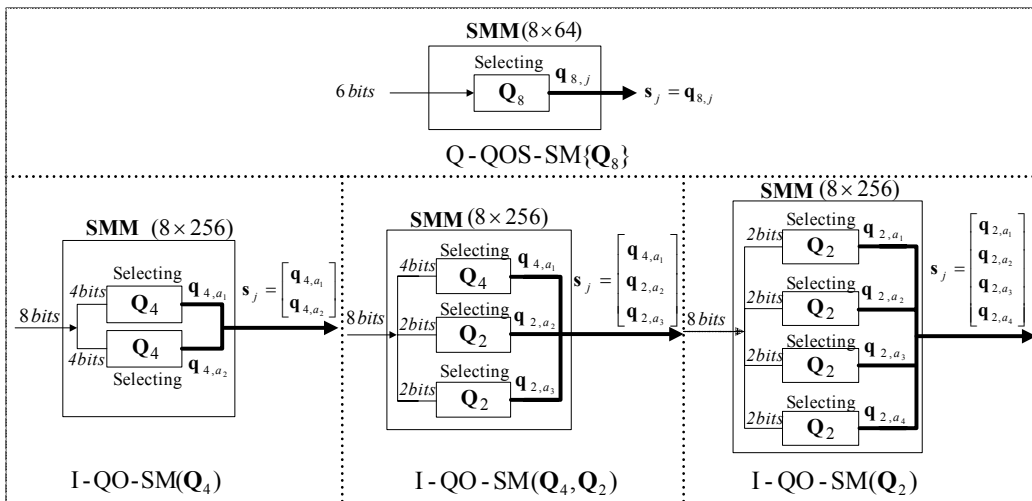 SMM (8×64)
Selecting
6 bits
Q₈
q₈,ⱼ
sⱼ = q₈,ⱼ
Q-QOS-SM{Q₈}
SMM (8×256)
Selecting
8 bits
4bits
Q₄
q₄,ₐ₁
4bits
Q₄
q₄,ₐ₂
Selecting
sⱼ = [q₄,ₐ₁
q₄,ₐ₂]
I-QO-SM(Q₄)
SMM (8×256)
Selecting
8 bits
4bits
Q₄
q₄,ₐ₁
Selecting
2bits
Q₂
q₂,ₐ₂
Selecting
2bits
Q₂
q₂,ₐ₃
sⱼ = [q₄,ₐ₁
q₂,ₐ₂
q₂,ₐ₃]
I-QO-SM(Q₄,Q₂)
SMM (8×256)
Selecting
8 bits
2bits
Q₂
q₂,ₐ₁
Selecting
2bits
Q₂
q₂,ₐ₂
Selecting
2bits
Q₂
q₂,ₐ₃
Selecting
2bits
Q₂
q₂,ₐ₄
sⱼ = [q₂,ₐ₁
q₂,ₐ₂
q₂,ₐ₃
q₂,ₐ₄]
I-QO-SM(Q₂)